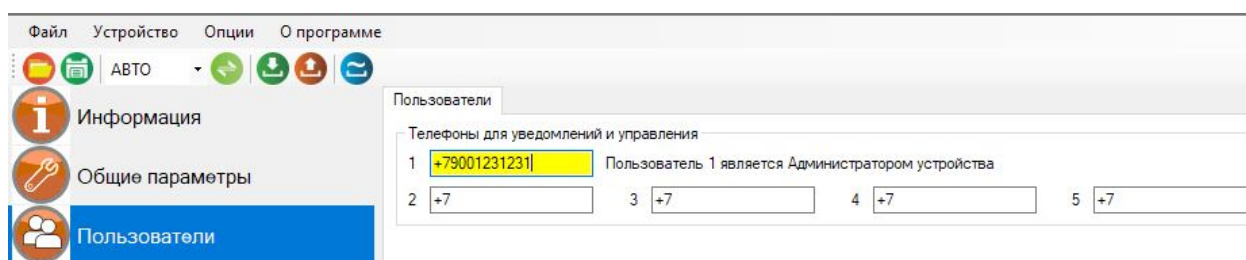 Файл Устройство Опции О программе
АВТО
Информация
Общие параметры
Пользователи
Пользователи
Телефоны для уведомлений и управления
1 +79001231231 Пользователь 1 является Администратором устройства
2 +7 3 +7 4 +7 5 +7